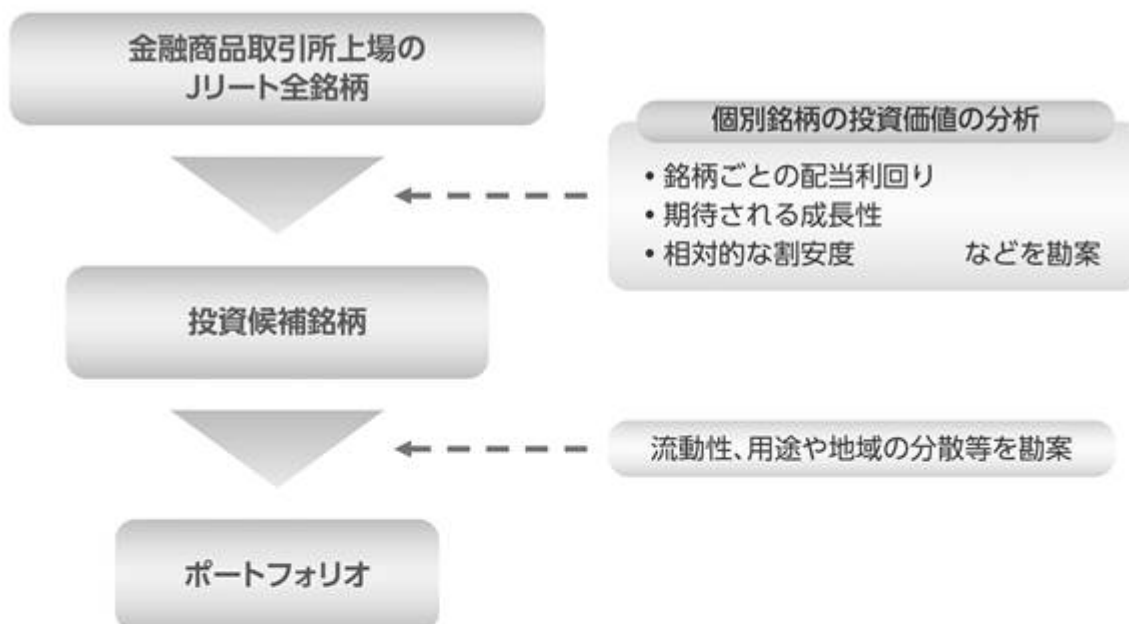 金融商品取引所上場の
Jリート全銘柄
個別銘柄の投資価値の分析
• 銘柄ごとの配当利回り
• 期待される成長性
• 相対的な割安度 などを勘案
投資候補銘柄
流動性、用途や地域の分散等を勘案
ポートフォリオ